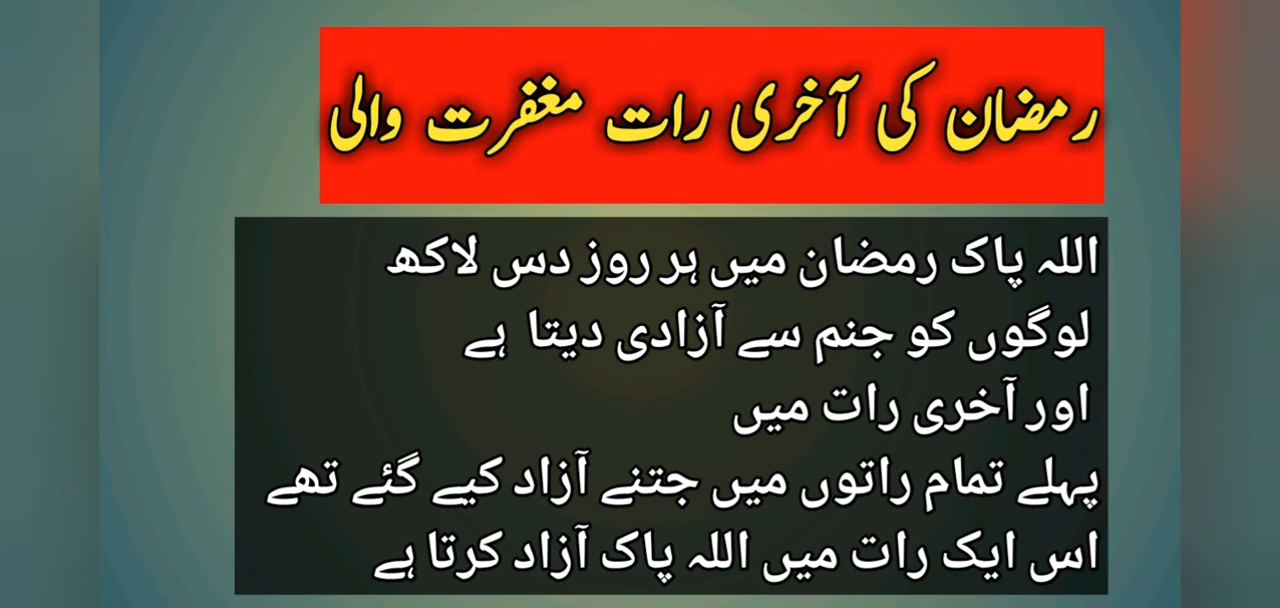 رمضان کی آخری رات مغفرت والی
اللہ پاک رمضان میں ہر روز دس لاکھ
لوگوں کو جنم سے آزادی دیتا ہے
اور آخری رات میں
پہلے تمام راتوں میں جتنے آزاد کیے گئے تھے
اس ایک رات میں اللہ پاک آزاد کرتا ہے